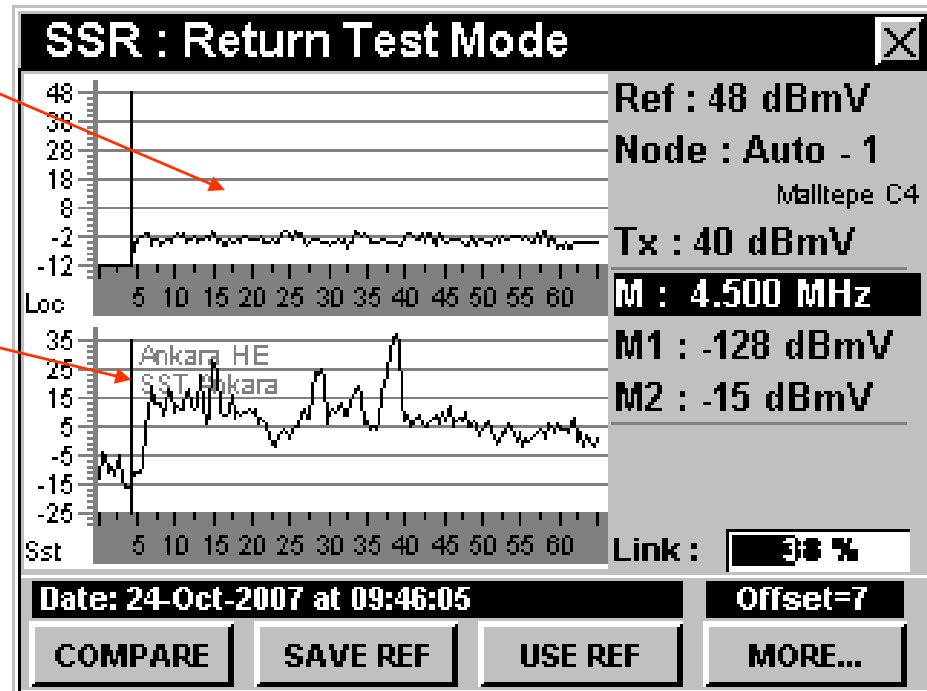 SSR : Return Test Mode
48
38
28
18
8
-2
-12
Loc
5 10 15 20 25 30 35 40 45 50 55 60
Ref : 48 dBmV
Node : Auto - 1
Malltepe C4
Tx : 40 dBmV
M : 4.500 MHz
M1 : -128 dBmV
M2 : -15 dBmV
35
25
15
5
-5
-15
-25
Ankara HE
SST Ankara
Sst
5 10 15 20 25 30 35 40 45 50 55 60
Link : 38 %
Date: 24-Oct-2007 at 09:46:05
Offset=7
COMPARE
SAVE REF
USE REF
MORE...